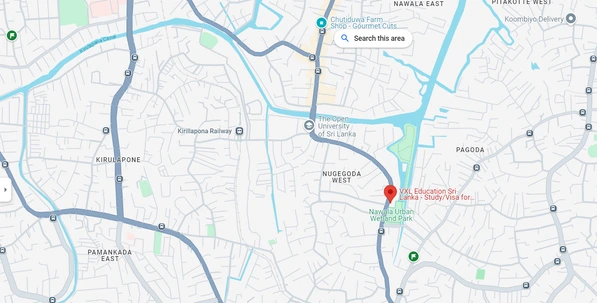 NAWALA EAST
PITAKOTTE WEST
Chutiduwa Farm
Shop - Gourmet Cuts
Koombiyo Delivery
Search this area
The Open
University
of Sri Lanka
Kirillapona Railway
KIRULAPONE
PAGODA
NUGEGODA
WEST
VXL Education Sri
Lanka - Study/Visa for...
Nawala Urban
Wetland Park
PAMANKADA
EAST